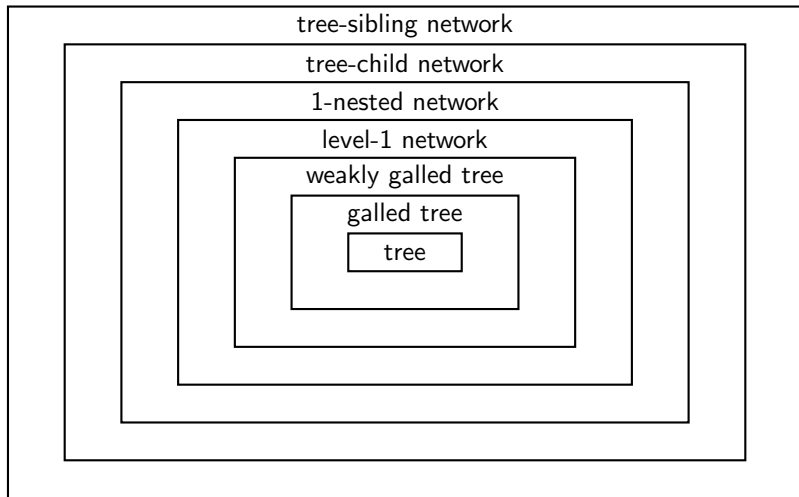 tree-sibling network
tree-child network
1-nested network
level-1 network
weakly galled tree
galled tree
tree